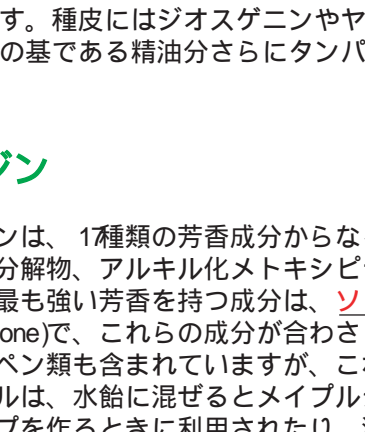 す。種皮にはジオスゲニンやヤ
の基である精油分さらにタンパ
ジン
ンは、 17種類の芳香成分からな
分解物、アルキル化メトキシピ
最も強い芳香を持つ成分は、ソ
one)で、これらの成分が合わさ
ペン類も含まれていますが、こ
ルは、水飴に混ぜるとメイプル
プを作るときに利用されたり